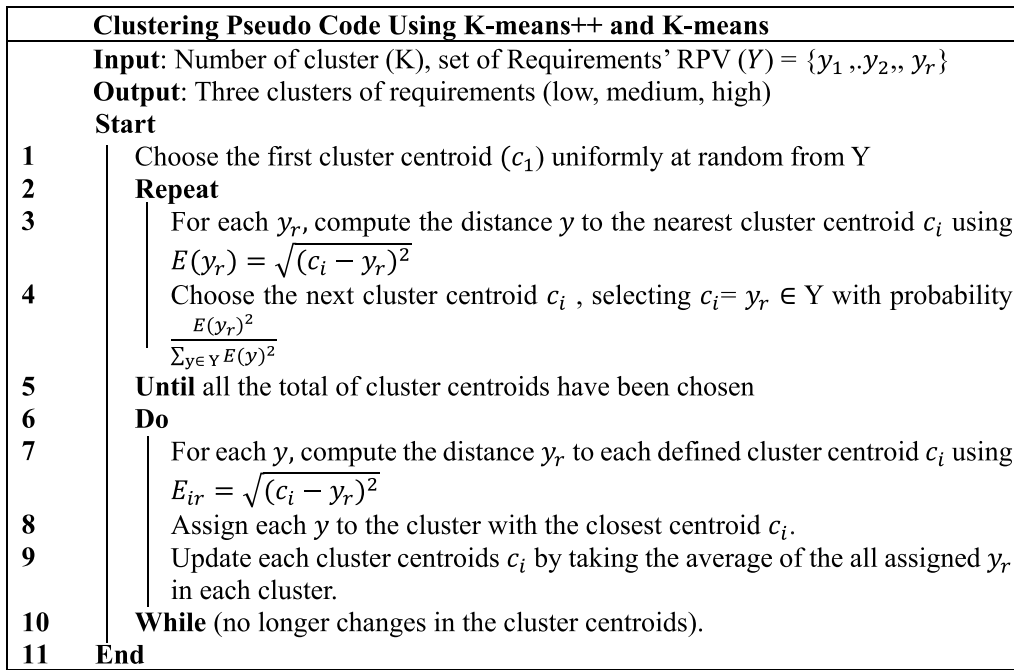 Clustering Pseudo Code Using K-means++ and K-means
Input: Number of cluster (K), set of Requirements’ RPV (Y) = {y₁ ,.y₂,, yᵣ}
Output: Three clusters of requirements (low, medium, high)
Start
1 Choose the first cluster centroid (c₁) uniformly at random from Y
2 Repeat
3 For each yᵣ, compute the distance y to the nearest cluster centroid cᵢ using
E(yᵣ) = √(cᵢ − yᵣ)²
4 Choose the next cluster centroid cᵢ , selecting cᵢ= yᵣ ∈ Y with probability
E(yᵣ)² / ∑y∈Y E(y)²
5 Until all the total of cluster centroids have been chosen
6 Do
7 For each y, compute the distance yᵣ to each defined cluster centroid cᵢ using
Eᵢᵣ = √(cᵢ − yᵣ)²
8 Assign each y to the cluster with the closest centroid cᵢ.
9 Update each cluster centroids cᵢ by taking the average of the all assigned yᵣ
in each cluster.
10 While (no longer changes in the cluster centroids).
11 End